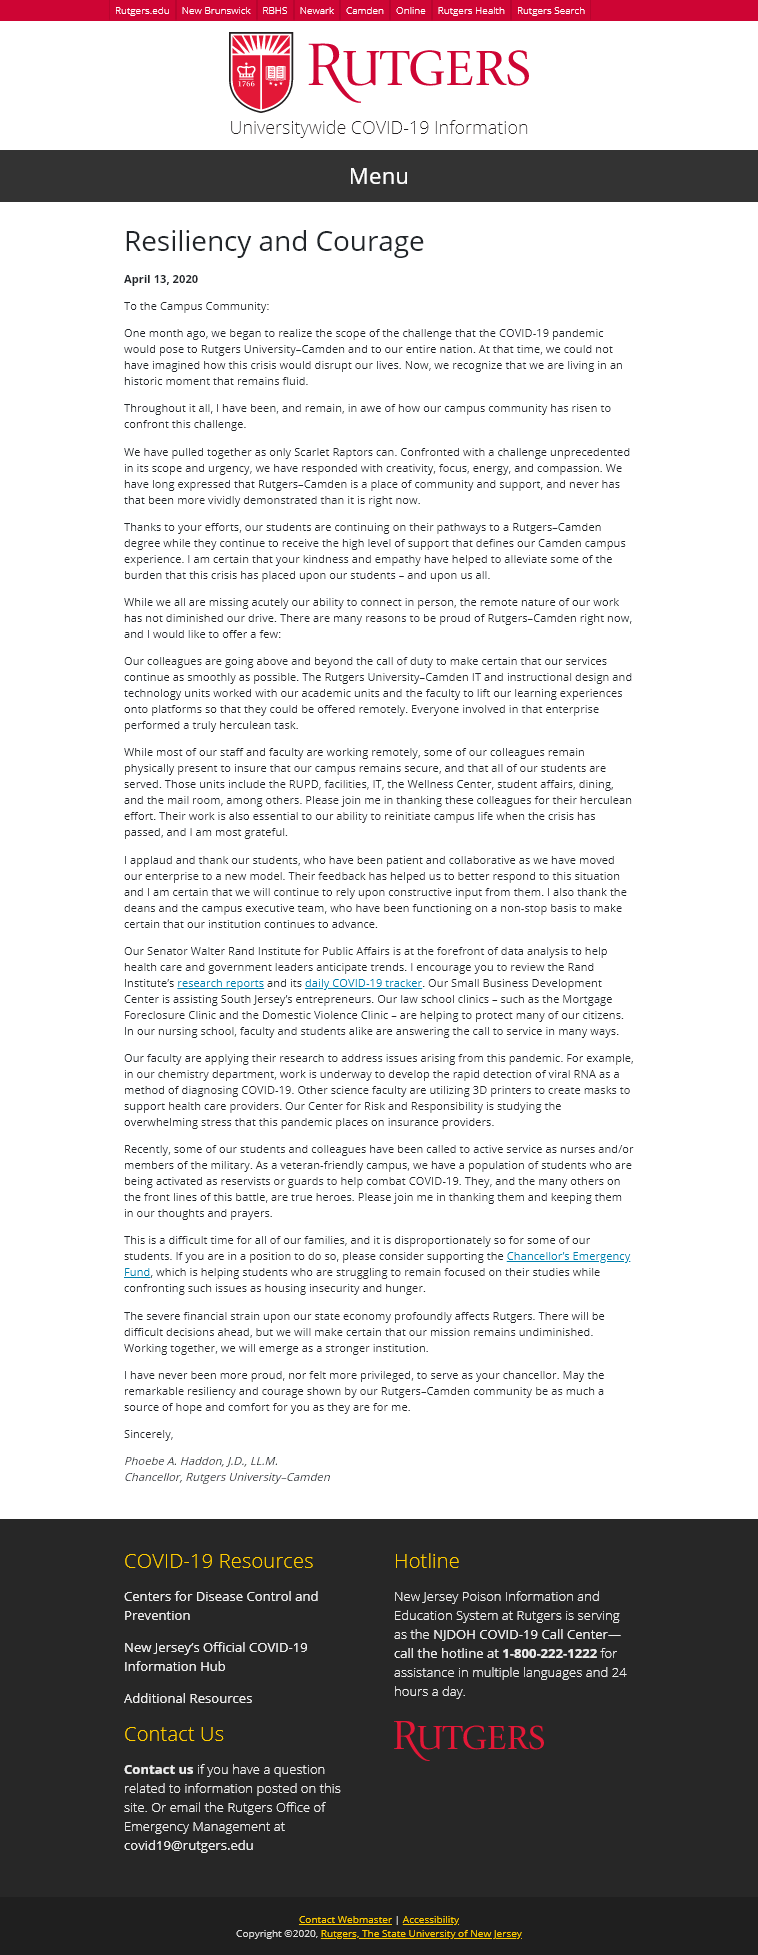 Rutgers.edu New Brunswick RBHS Newark Camden Online Rutgers Health Rutgers Search
1766
RUTGERS
Universitywide COVID-19 Information
Menu
Resiliency and Courage
April 13, 2020
To the Campus Community:
One month ago, we began to realize the scope of the challenge that the COVID-19 pandemic
would pose to Rutgers University–Camden and to our entire nation. At that time, we could not
have imagined how this crisis would disrupt our lives. Now, we recognize that we are living in an
historic moment that remains fluid.
Throughout it all, I have been, and remain, in awe of how our campus community has risen to
confront this challenge.
We have pulled together as only Scarlet Raptors can. Confronted with a challenge unprecedented
in its scope and urgency, we have responded with creativity, focus, energy, and compassion. We
have long expressed that Rutgers–Camden is a place of community and support, and never has
that been more vividly demonstrated than it is right now.
Thanks to your efforts, our students are continuing on their pathways to a Rutgers–Camden
degree while they continue to receive the high level of support that defines our Camden campus
experience. I am certain that your kindness and empathy have helped to alleviate some of the
burden that this crisis has placed upon our students – and upon us all.
While we all are missing acutely our ability to connect in person, the remote nature of our work
has not diminished our drive. There are many reasons to be proud of Rutgers–Camden right now,
and I would like to offer a few:
Our colleagues are going above and beyond the call of duty to make certain that our services
continue as smoothly as possible. The Rutgers University–Camden IT and instructional design and
technology units worked with our academic units and the faculty to lift our learning experiences
onto platforms so that they could be offered remotely. Everyone involved in that enterprise
performed a truly herculean task.
While most of our staff and faculty are working remotely, some of our colleagues remain
physically present to insure that our campus remains secure, and that all of our students are
served. Those units include the RUPD, facilities, IT, the Wellness Center, student affairs, dining,
and the mail room, among others. Please join me in thanking these colleagues for their herculean
effort. Their work is also essential to our ability to reinitiate campus life when the crisis has
passed, and I am most grateful.
I applaud and thank our students, who have been patient and collaborative as we have moved
our enterprise to a new model. Their feedback has helped us to better respond to this situation
and I am certain that we will continue to rely upon constructive input from them. I also thank the
deans and the campus executive team, who have been functioning on a non-stop basis to make
certain that our institution continues to advance.
Our Senator Walter Rand Institute for Public Affairs is at the forefront of data analysis to help
health care and government leaders anticipate trends. I encourage you to review the Rand
Institute's research reports and its daily COVID-19 tracker. Our Small Business Development
Center is assisting South Jersey's entrepreneurs. Our law school clinics – such as the Mortgage
Foreclosure Clinic and the Domestic Violence Clinic – are helping to protect many of our citizens.
In our nursing school, faculty and students alike are answering the call to service in many ways.
Our faculty are applying their research to address issues arising from this pandemic. For example,
in our chemistry department, work is underway to develop the rapid detection of viral RNA as a
method of diagnosing COVID-19. Other science faculty are utilizing 3D printers to create masks to
support health care providers. Our Center for Risk and Responsibility is studying the
overwhelming stress that this pandemic places on insurance providers.
Recently, some of our students and colleagues have been called to active service as nurses and/or
members of the military. As a veteran-friendly campus, we have a population of students who are
being activated as reservists or guards to help combat COVID-19. They, and the many others on
the front lines of this battle, are true heroes. Please join me in thanking them and keeping them
in our thoughts and prayers.
This is a difficult time for all of our families, and it is disproportionately so for some of our
students. If you are in a position to do so, please consider supporting the Chancellor's Emergency
Fund, which is helping students who are struggling to remain focused on their studies while
confronting such issues as housing insecurity and hunger.
The severe financial strain upon our state economy profoundly affects Rutgers. There will be
difficult decisions ahead, but we will make certain that our mission remains undiminished.
Working together, we will emerge as a stronger institution.
I have never been more proud, nor felt more privileged, to serve as your chancellor. May the
remarkable resiliency and courage shown by our Rutgers–Camden community be as much a
source of hope and comfort for you as they are for me.
Sincerely,
Phoebe A. Haddon, J.D., LL.M.
Chancellor, Rutgers University–Camden
COVID-19 Resources
Centers for Disease Control and
Prevention
New Jersey's Official COVID-19
Information Hub
Additional Resources
Contact Us
Contact us if you have a question
related to information posted on this
site. Or email the Rutgers Office of
Emergency Management at
covid19@rutgers.edu
Hotline
New Jersey Poison Information and
Education System at Rutgers is serving
as the NJDOH COVID-19 Call Center—
call the hotline at 1-800-222-1222 for
assistance in multiple languages and 24
hours a day.
RUTGERS
Contact Webmaster | Accessibility
Copyright ©2020, Rutgers, The State University of New Jersey